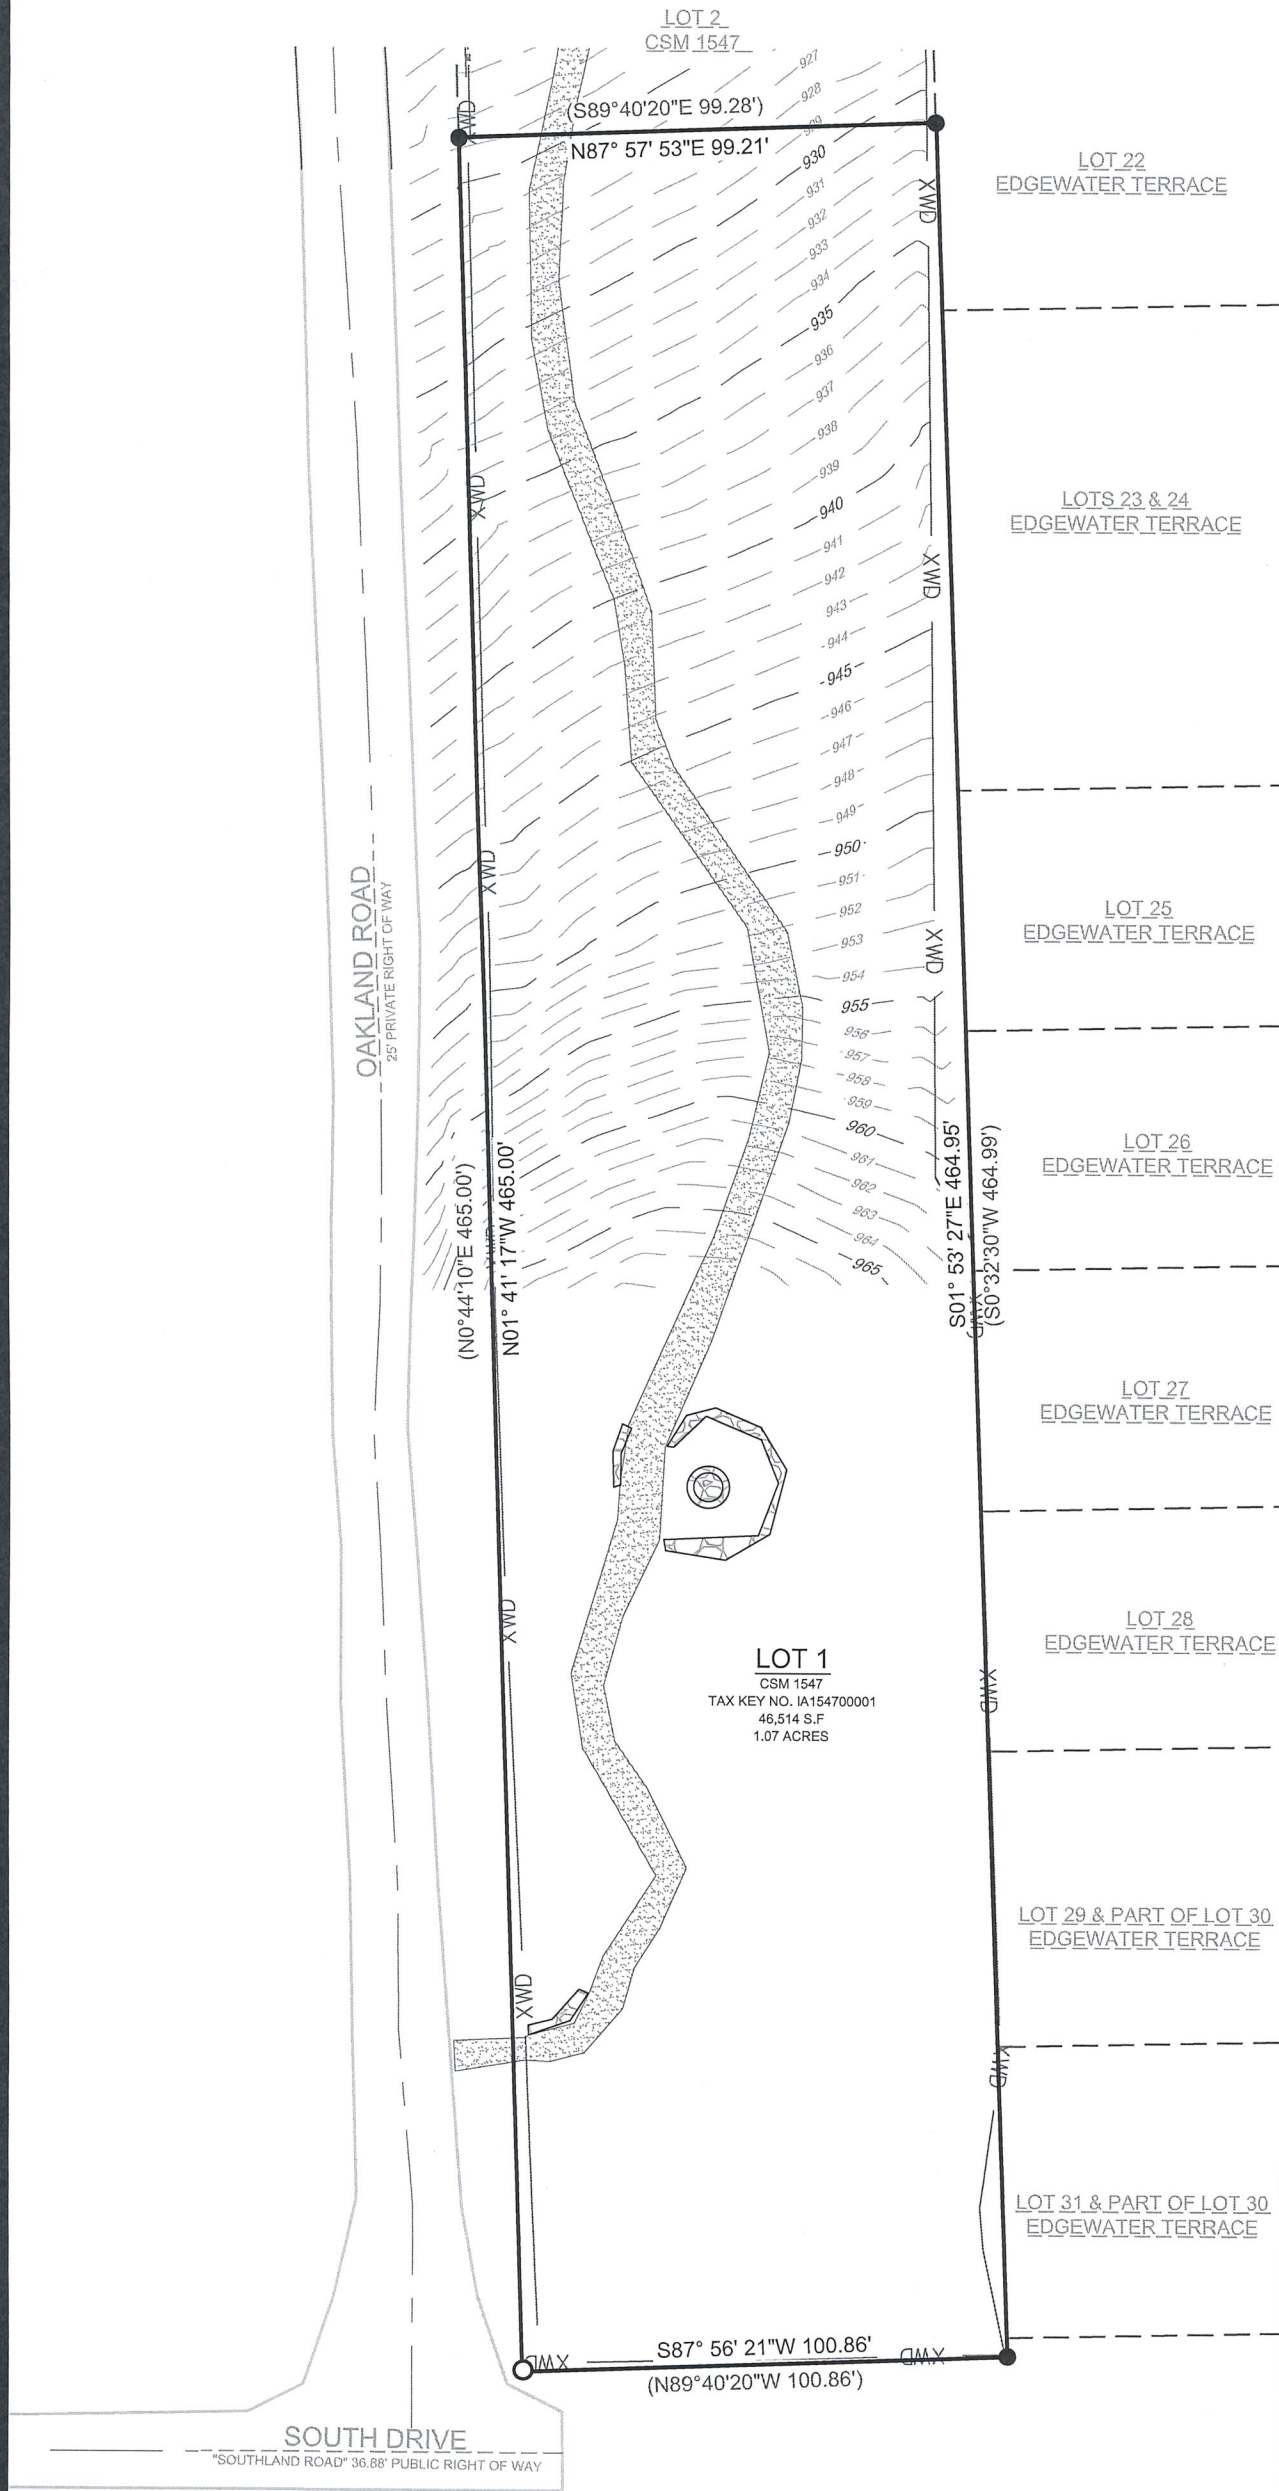 LOT 2
CSM 1547
(S89°40'20"E 99.28')
N87° 57' 53"E 99.21'
927
928
929
930
931
932
933
934
935
936
937
938
939
940
941
942
943
944
945
946
947
948
949
950
951
952
953
954
955
956
957
958
959
960
961
962
963
964
965
XWD
XWD
XWD
XWD
XWD
XWD
XWD
XWD
XWD
XWD
XWD
XWD
LOT 22
EDGEWATER TERRACE
LOTS 23 & 24
EDGEWATER TERRACE
LOT 25
EDGEWATER TERRACE
LOT 26
EDGEWATER TERRACE
LOT 27
EDGEWATER TERRACE
LOT 28
EDGEWATER TERRACE
LOT 29 & PART OF LOT 30
EDGEWATER TERRACE
LOT 31 & PART OF LOT 30
EDGEWATER TERRACE
OAKLAND ROAD
25' PRIVATE RIGHT OF WAY
(N0°44'10"E 465.00')
N01° 41' 17"W 465.00'
S01° 53' 27"E 464.95'
(S0°32'30"W 464.99')
LOT 1
CSM 1547
TAX KEY NO. IA154700001
46,514 S.F
1.07 ACRES
S87° 56' 21"W 100.86'
(N89°40'20"W 100.86')
SOUTH DRIVE
"SOUTHLAND ROAD" 36.88' PUBLIC RIGHT OF WAY